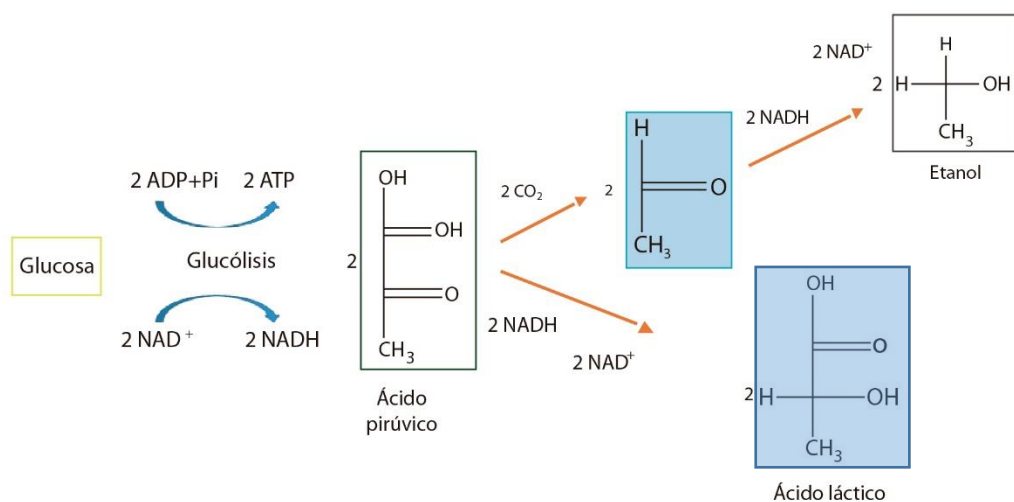 Glucosa
2 ADP+Pi 2 ATP
Glucólisis
2 NAD+ 2 NADH
2
OH
OH
O
CH3
Ácido
pirúvico
2 CO2
2
H
O
CH3
2 NADH
2 NAD+
2 NADH
2 NAD+
2
H
H OH
CH3
Etanol
OH
O
2 H OH
CH3
Ácido láctico